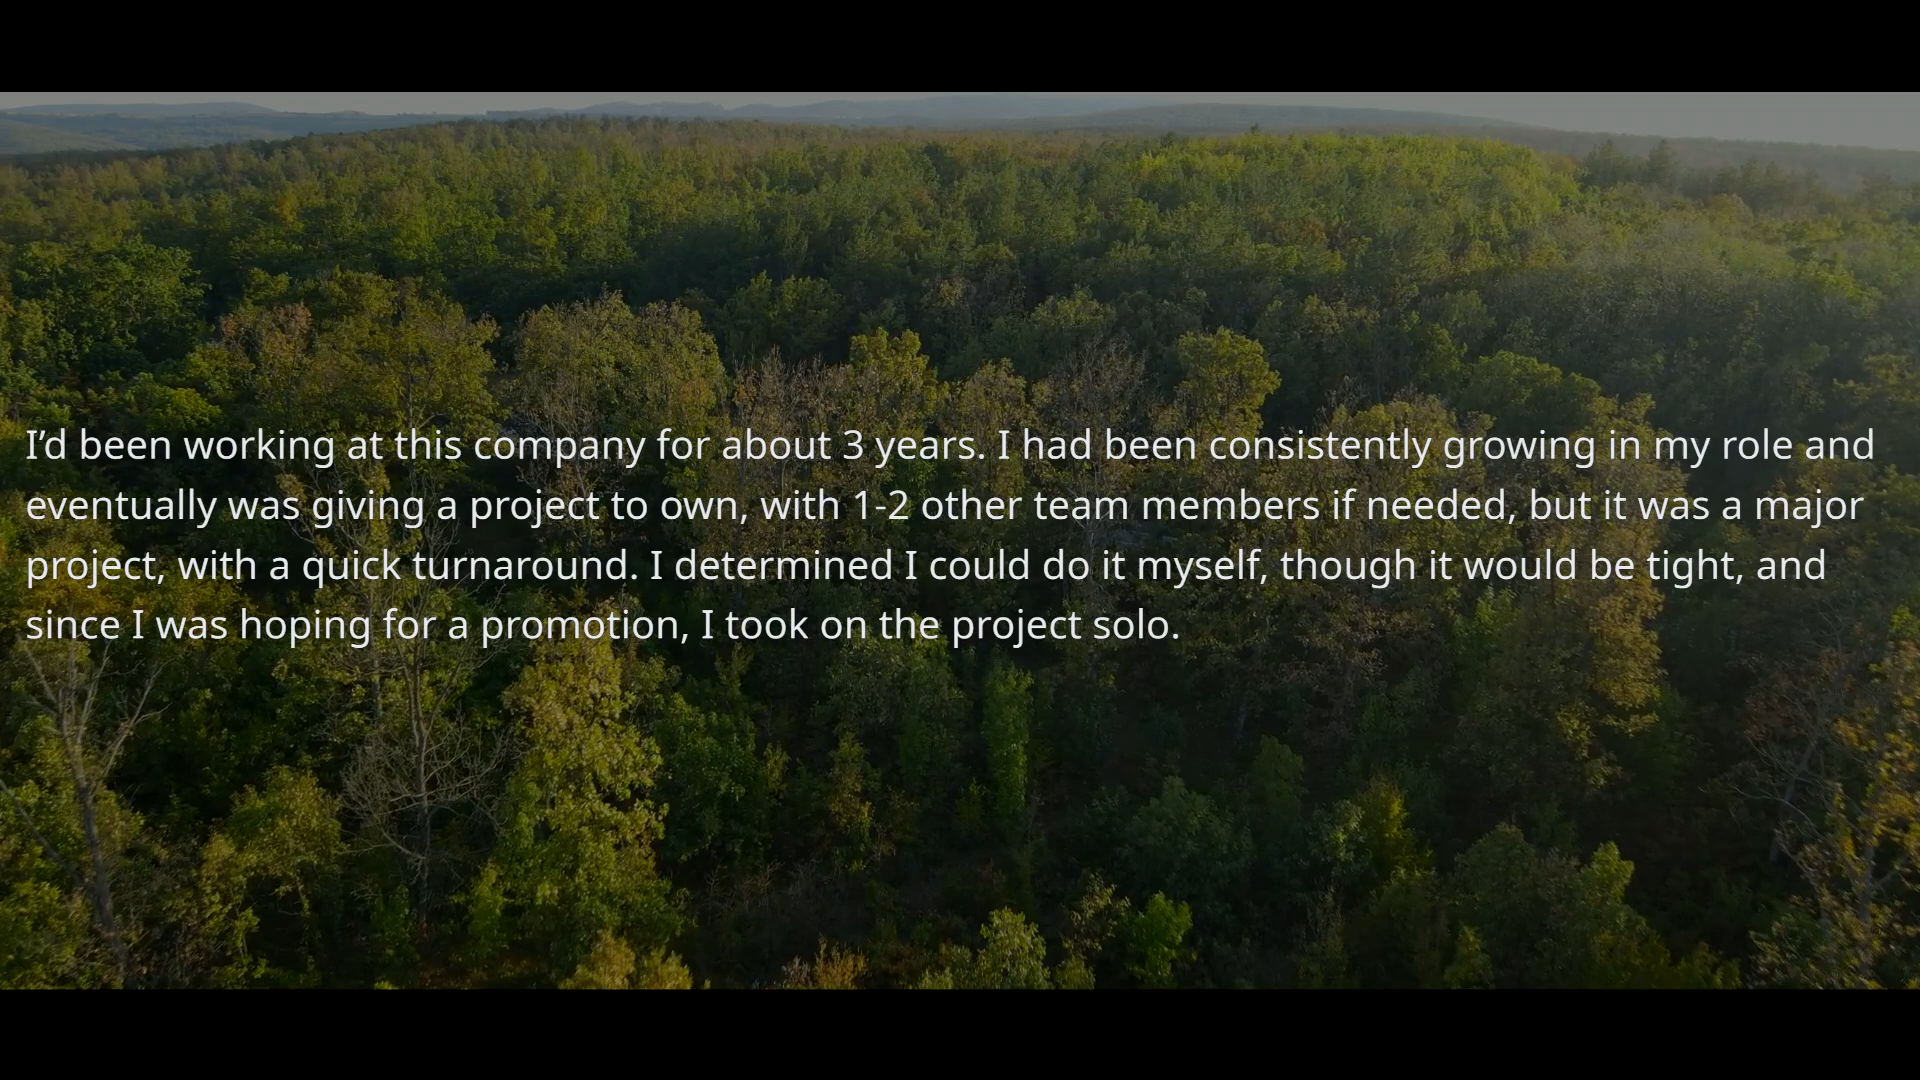 I’d been working at this company for about 3 years. I had been consistently growing in my role and
eventually was giving a project to own, with 1-2 other team members if needed, but it was a major
project, with a quick turnaround. I determined I could do it myself, though it would be tight, and
since I was hoping for a promotion, I took on the project solo.